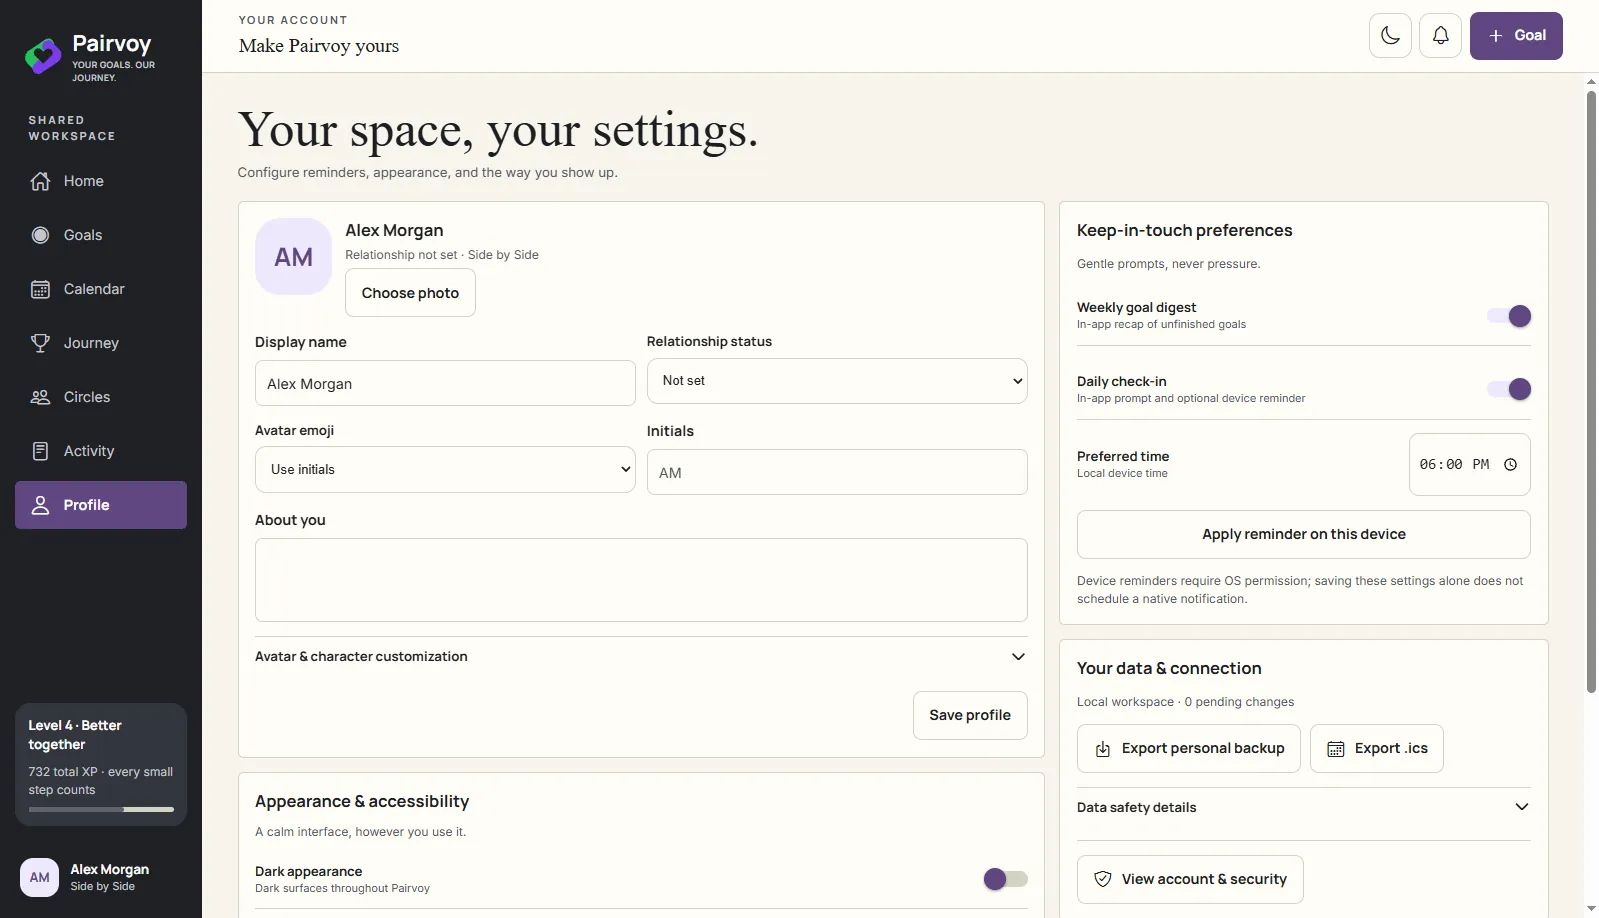 Pairvoy
YOUR GOALS. OUR
JOURNEY.
SHARED
WORKSPACE
Home
Goals
Calendar
Journey
Circles
Activity
Profile
Level 4 · Better
together
732 total XP · every small
step counts
AM
Alex Morgan
Side by Side
YOUR ACCOUNT
Make Pairvoy yours
+ Goal
Your space, your settings.
Configure reminders, appearance, and the way you show up.
AM
Alex Morgan
Relationship not set · Side by Side
Choose photo
Display name
Alex Morgan
Relationship status
Not set
Avatar emoji
Use initials
Initials
AM
About you
Avatar & character customization
Save profile
Appearance & accessibility
A calm interface, however you use it.
Dark appearance
Dark surfaces throughout Pairvoy
Keep-in-touch preferences
Gentle prompts, never pressure.
Weekly goal digest
In-app recap of unfinished goals
Daily check-in
In-app prompt and optional device reminder
Preferred time
Local device time
06:00 PM
Apply reminder on this device
Device reminders require OS permission; saving these settings alone does not
schedule a native notification.
Your data & connection
Local workspace · 0 pending changes
Export personal backup
Export .ics
Data safety details
View account & security